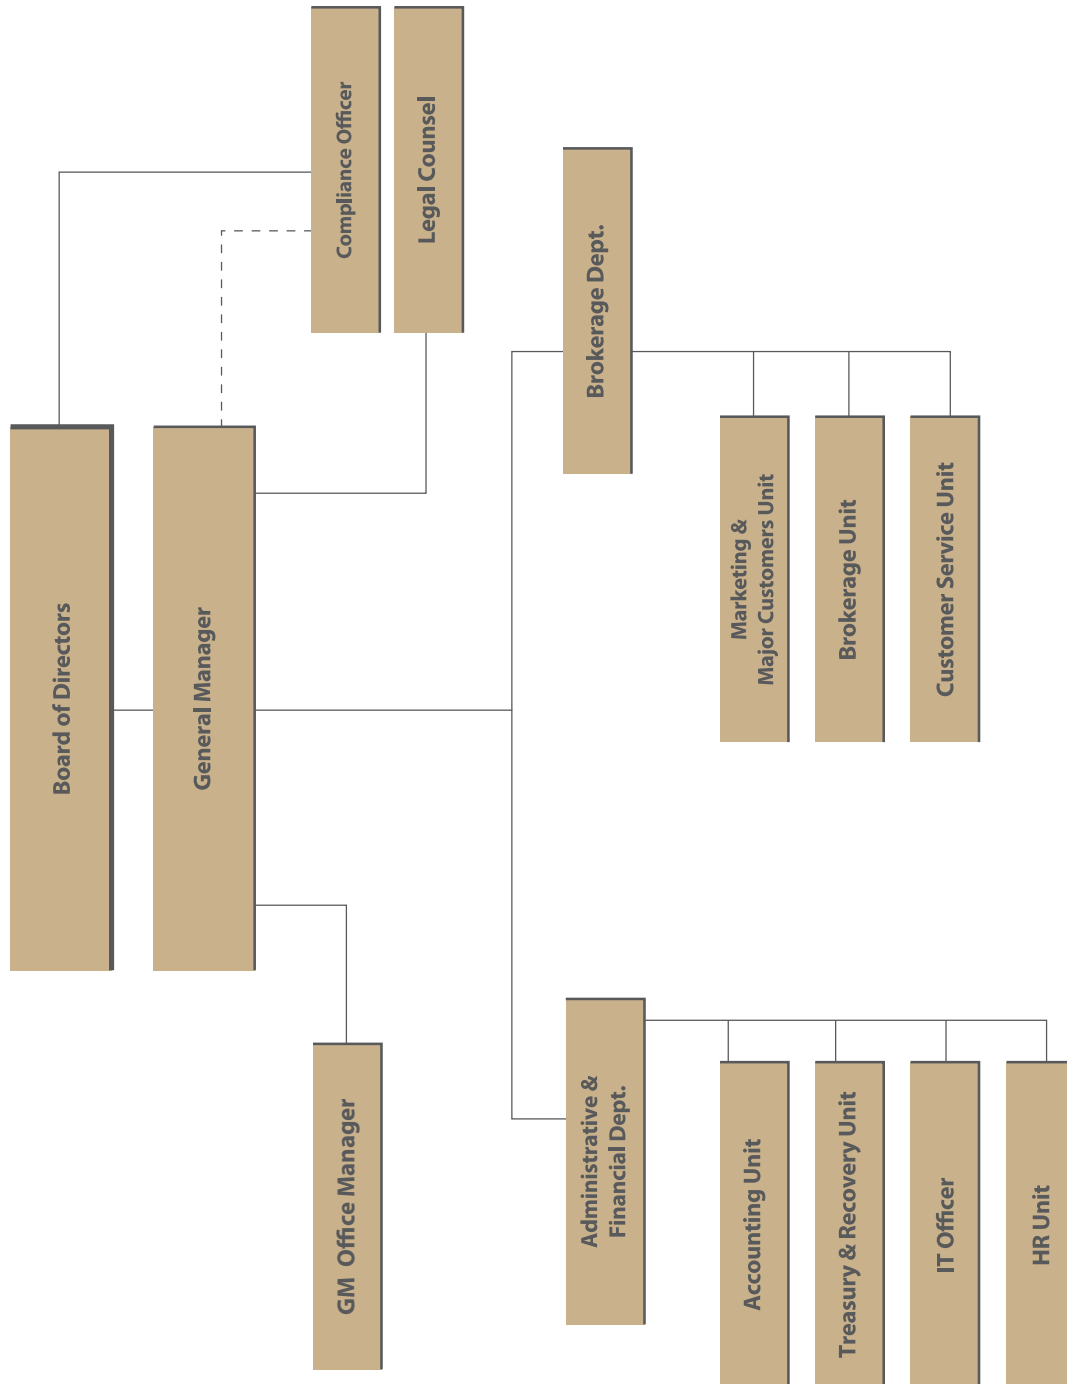 Board of Directors
General Manager
Compliance Officer
Legal Counsel
GM Office Manager
Administrative &
Financial Dept.
Accounting Unit
Treasury & Recovery Unit
IT Officer
HR Unit
Brokerage Dept.
Marketing &
Major Customers Unit
Brokerage Unit
Customer Service Unit